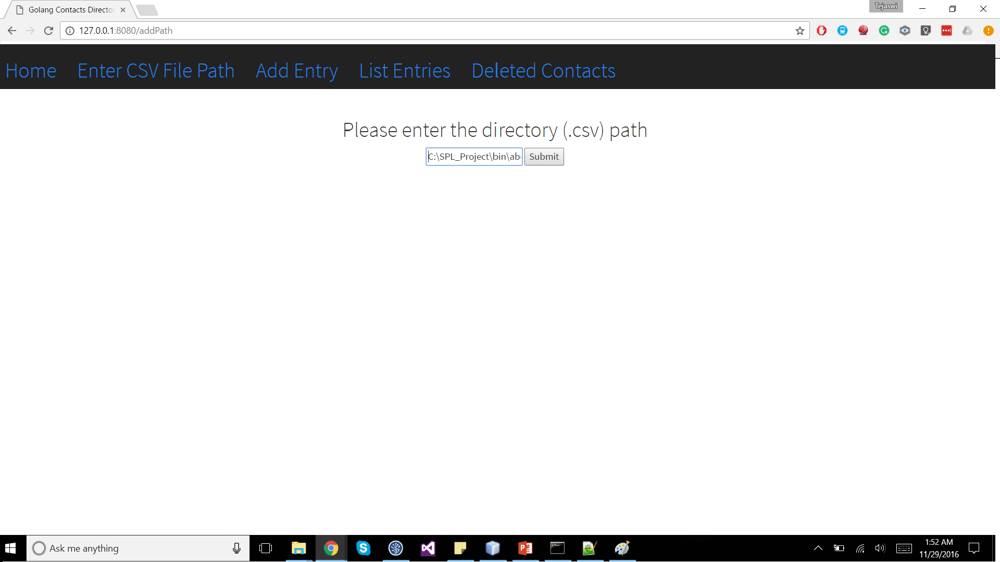 Golang Contacts Directo
Tejaswi
127.0.0.1:8080/addPath
Home Enter CSV File Path Add Entry List Entries Deleted Contacts
Please enter the directory (.csv) path
C:\SPL_Project\bin\ab
Submit
Ask me anything
1:52 AM
11/29/2016